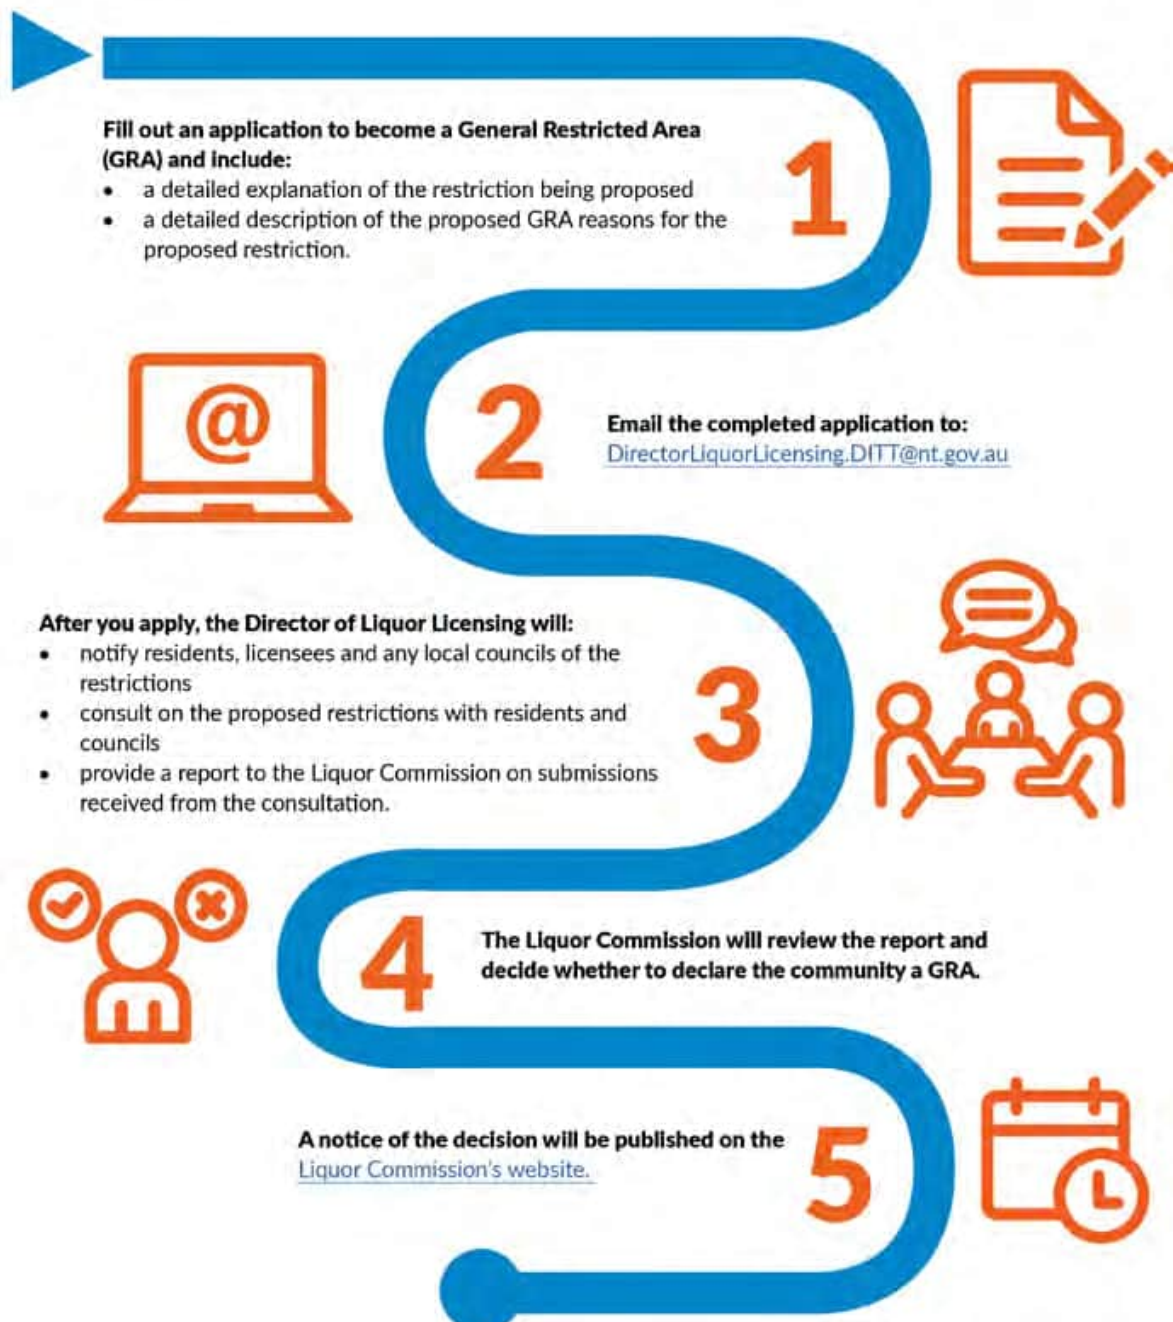 Fill out an application to become a General Restricted Area
(GRA) and include:
• a detailed explanation of the restriction being proposed
• a detailed description of the proposed GRA reasons for the
proposed restriction.
1
@
2
Email the completed application to:
DirectorLiquorLicensing.DITT@nt.gov.au
After you apply, the Director of Liquor Licensing will:
• notify residents, licensees and any local councils of the
restrictions
• consult on the proposed restrictions with residents and
councils
• provide a report to the Liquor Commission on submissions
received from the consultation.
3
4
The Liquor Commission will review the report and
decide whether to declare the community a GRA.
A notice of the decision will be published on the
Liquor Commission's website.
5